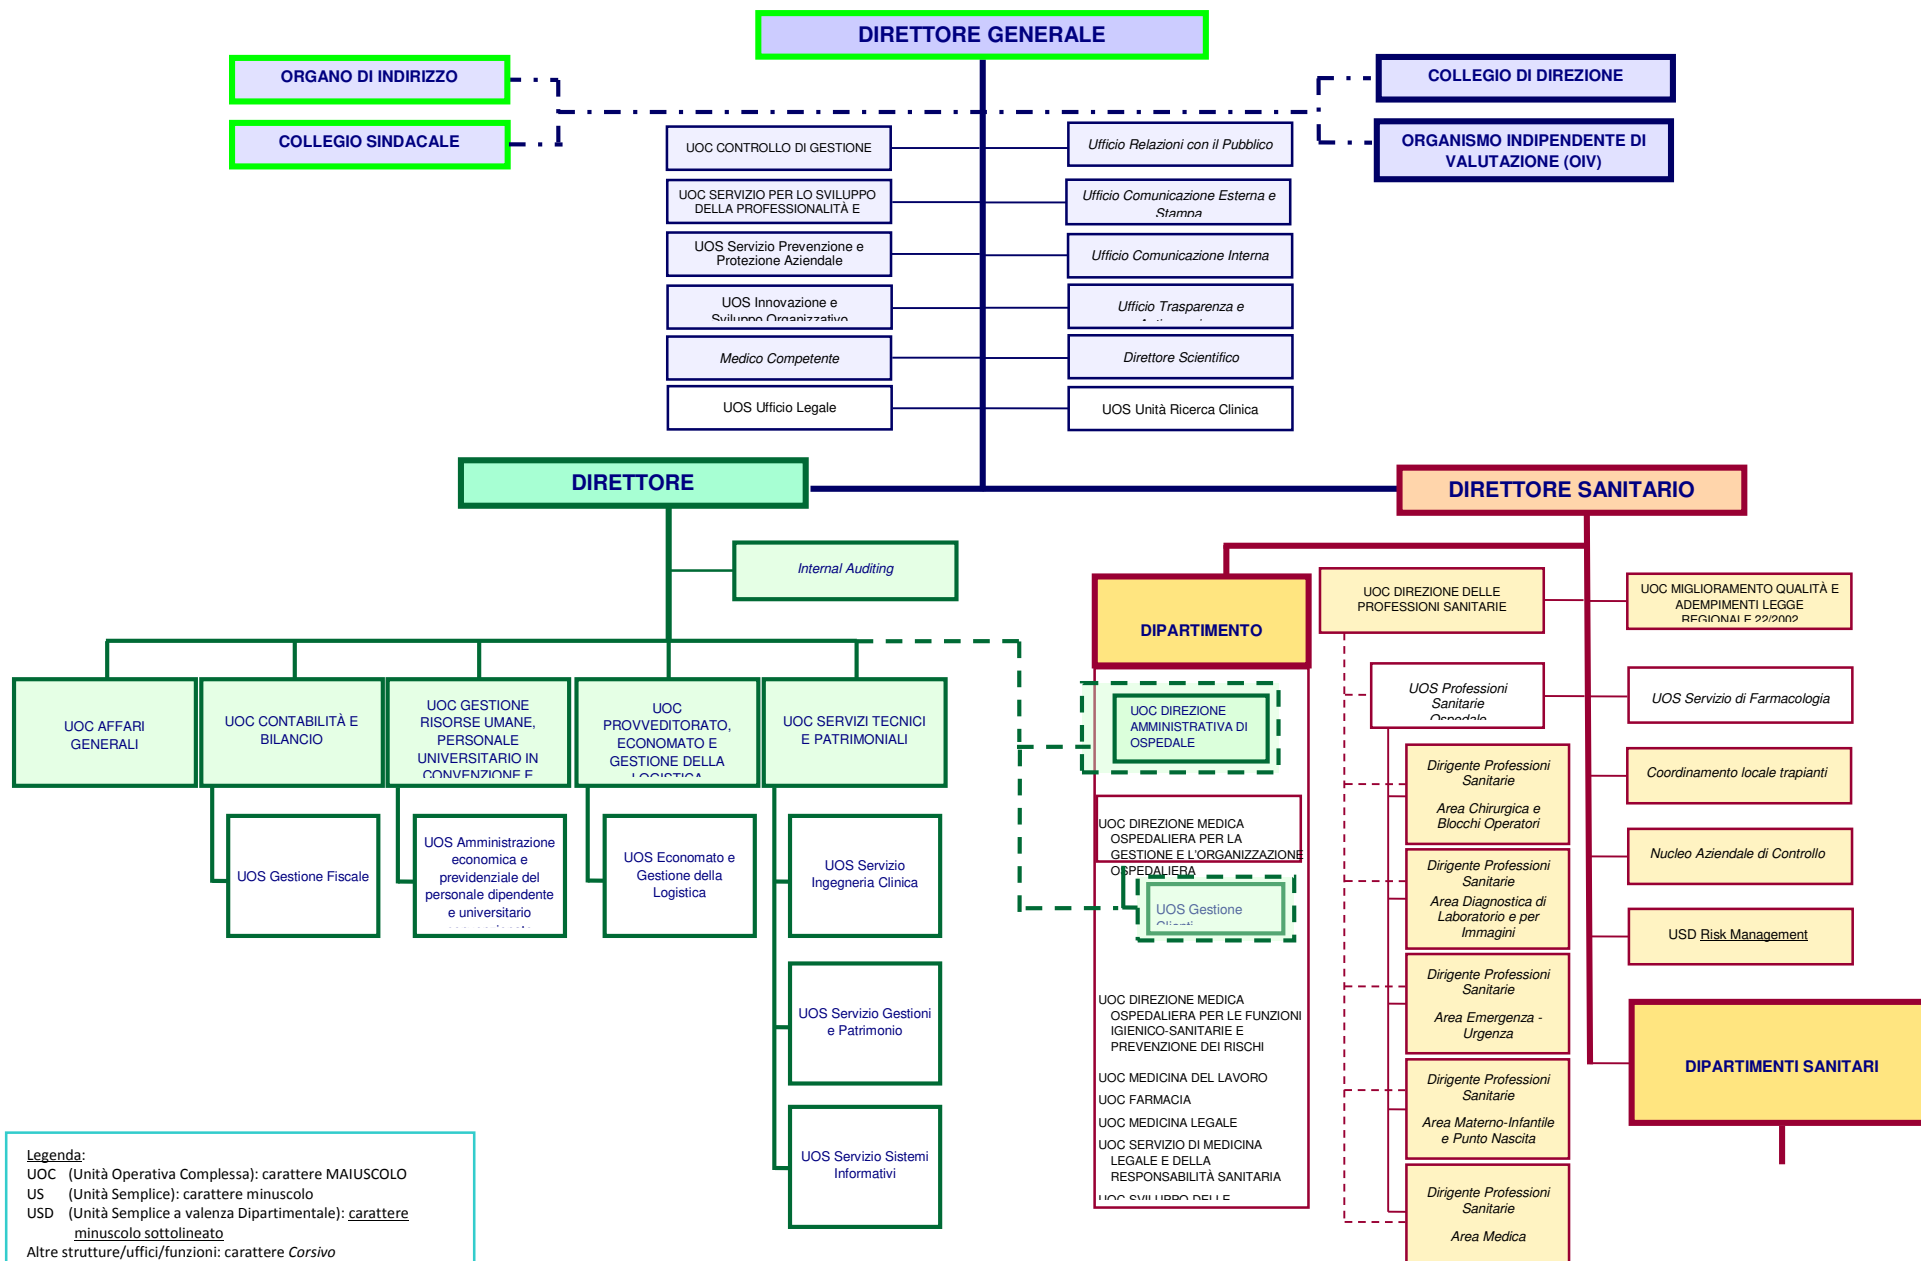 DIRETTORE GENERALE
ORGANO DI INDIRIZZO
COLLEGIO SINDACALE
COLLEGIO DI DIREZIONE
ORGANISMO INDIPENDENTE DI
VALUTAZIONE (OIV)
UOC CONTROLLO DI GESTIONE
Ufficio Relazioni con il Pubblico
UOC SERVIZIO PER LO SVILUPPO
DELLA PROFESSIONALITÀ E
Ufficio Comunicazione Esterna e
Stampa
UOS Servizio Prevenzione e
Protezione Aziendale
Ufficio Comunicazione Interna
UOS Innovazione e
Sviluppo Organizzativo
Ufficio Trasparenza e
Medico Competente
Direttore Scientifico
UOS Ufficio Legale
UOS Unità Ricerca Clinica
DIRETTORE
DIRETTORE SANITARIO
Internal Auditing
UOC AFFARI
GENERALI
UOC CONTABILITÀ E
BILANCIO
UOC GESTIONE
RISORSE UMANE,
PERSONALE
UNIVERSITARIO IN
CONVENZIONE E
UOC
PROVVEDITORATO,
ECONOMATO E
GESTIONE DELLA
LOGISTICA
UOC SERVIZI TECNICI
E PATRIMONIALI
UOS Gestione Fiscale
UOS Amministrazione
economica e
previdenziale del
personale dipendente
e universitario
UOS Economato e
Gestione della
Logistica
UOS Servizio
Ingegneria Clinica
UOS Servizio Gestioni
e Patrimonio
UOS Servizio Sistemi
Informativi
DIPARTIMENTO
UOC DIREZIONE
AMMINISTRATIVA DI
OSPEDALE
UOC DIREZIONE MEDICA
OSPEDALIERA PER LA
GESTIONE E L'ORGANIZZAZIONE
OSPEDALIERA
UOS Gestione
Clienti
UOC DIREZIONE MEDICA
OSPEDALIERA PER LE FUNZIONI
IGIENICO-SANITARIE E
PREVENZIONE DEI RISCHI
UOC MEDICINA DEL LAVORO
UOC FARMACIA
UOC MEDICINA LEGALE
UOC SERVIZIO DI MEDICINA
LEGALE E DELLA
RESPONSABILITÀ SANITARIA
UOC SVILUPPO DELLE
UOC DIREZIONE DELLE
PROFESSIONI SANITARIE
UOS Professioni
Sanitarie
Ospedale
Dirigente Professioni
Sanitarie
Area Chirurgica e
Blocchi Operatori
Dirigente Professioni
Sanitarie
Area Diagnostica di
Laboratorio e per
Immagini
Dirigente Professioni
Sanitarie
Area Emergenza -
Urgenza
Dirigente Professioni
Sanitarie
Area Materno-Infantile
e Punto Nascita
Dirigente Professioni
Sanitarie
Area Medica
UOC MIGLIORAMENTO QUALITÀ E
ADEMPIMENTI LEGGE
REGIONALE 22/2002
UOS Servizio di Farmacologia
Coordinamento locale trapianti
Nucleo Aziendale di Controllo
USD Risk Management
DIPARTIMENTI SANITARI
Legenda:
UOC (Unità Operativa Complessa): carattere MAIUSCOLO
US (Unità Semplice): carattere minuscolo
USD (Unità Semplice a valenza Dipartimentale): carattere
minuscolo sottolineato
Altre strutture/uffici/funzioni: carattere Corsivo